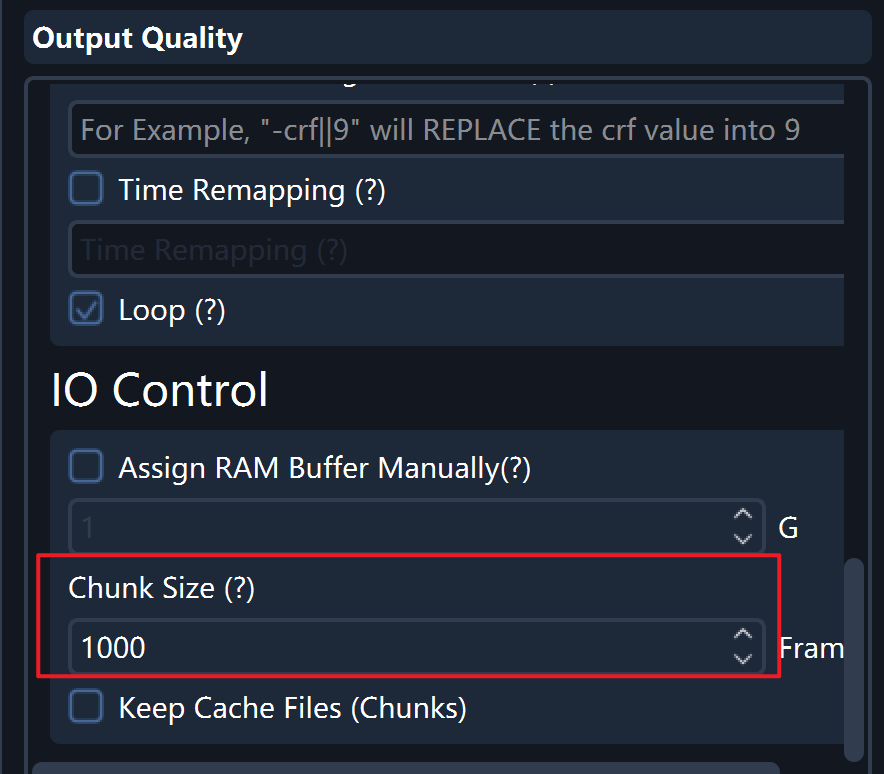 Output Quality
For Example, "-crf||9" will REPLACE the crf value into 9
Time Remapping (?)
Time Remapping (?)
Loop (?)
IO Control
Assign RAM Buffer Manually(?)
1
G
Chunk Size (?)
1000
Fram
Keep Cache Files (Chunks)